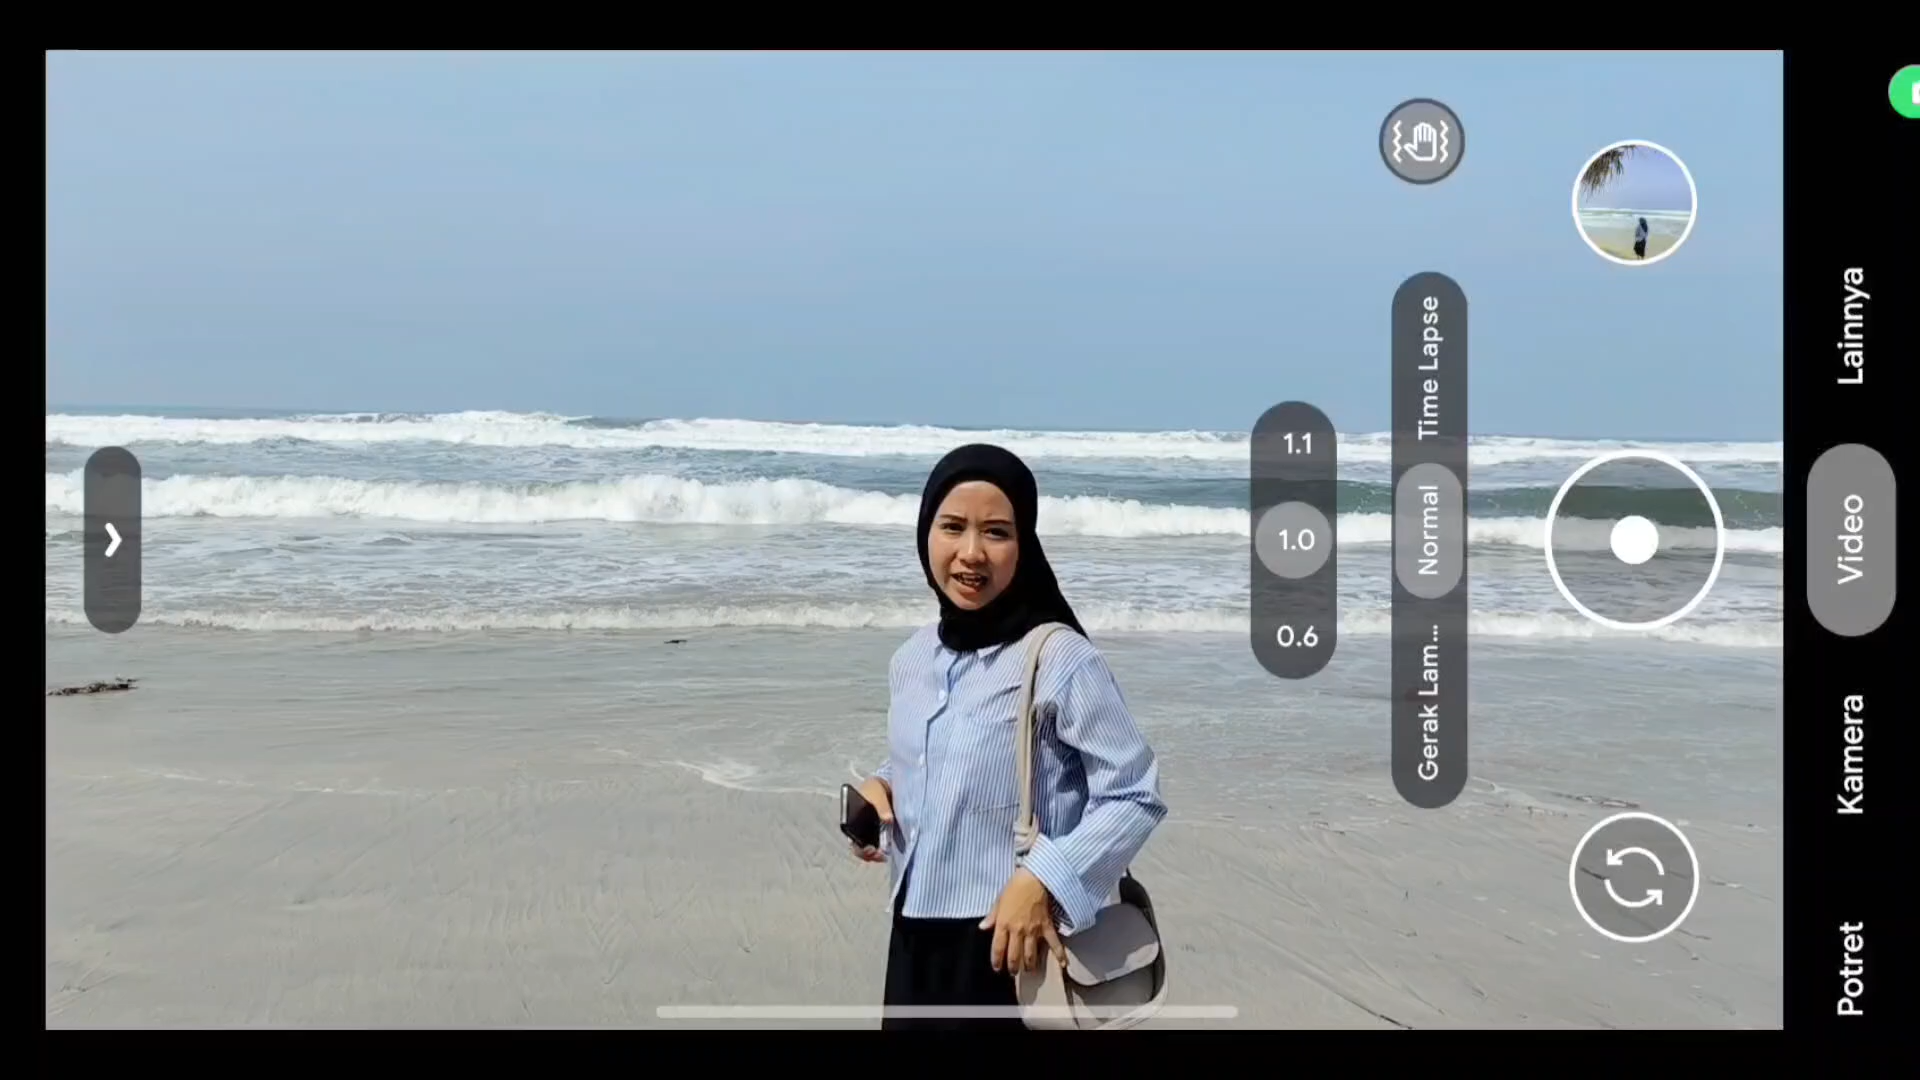 1.1
1.0
0.6
Time Lapse
Normal
Gerak Lam...
Lainnya
Video
Kamera
Potret